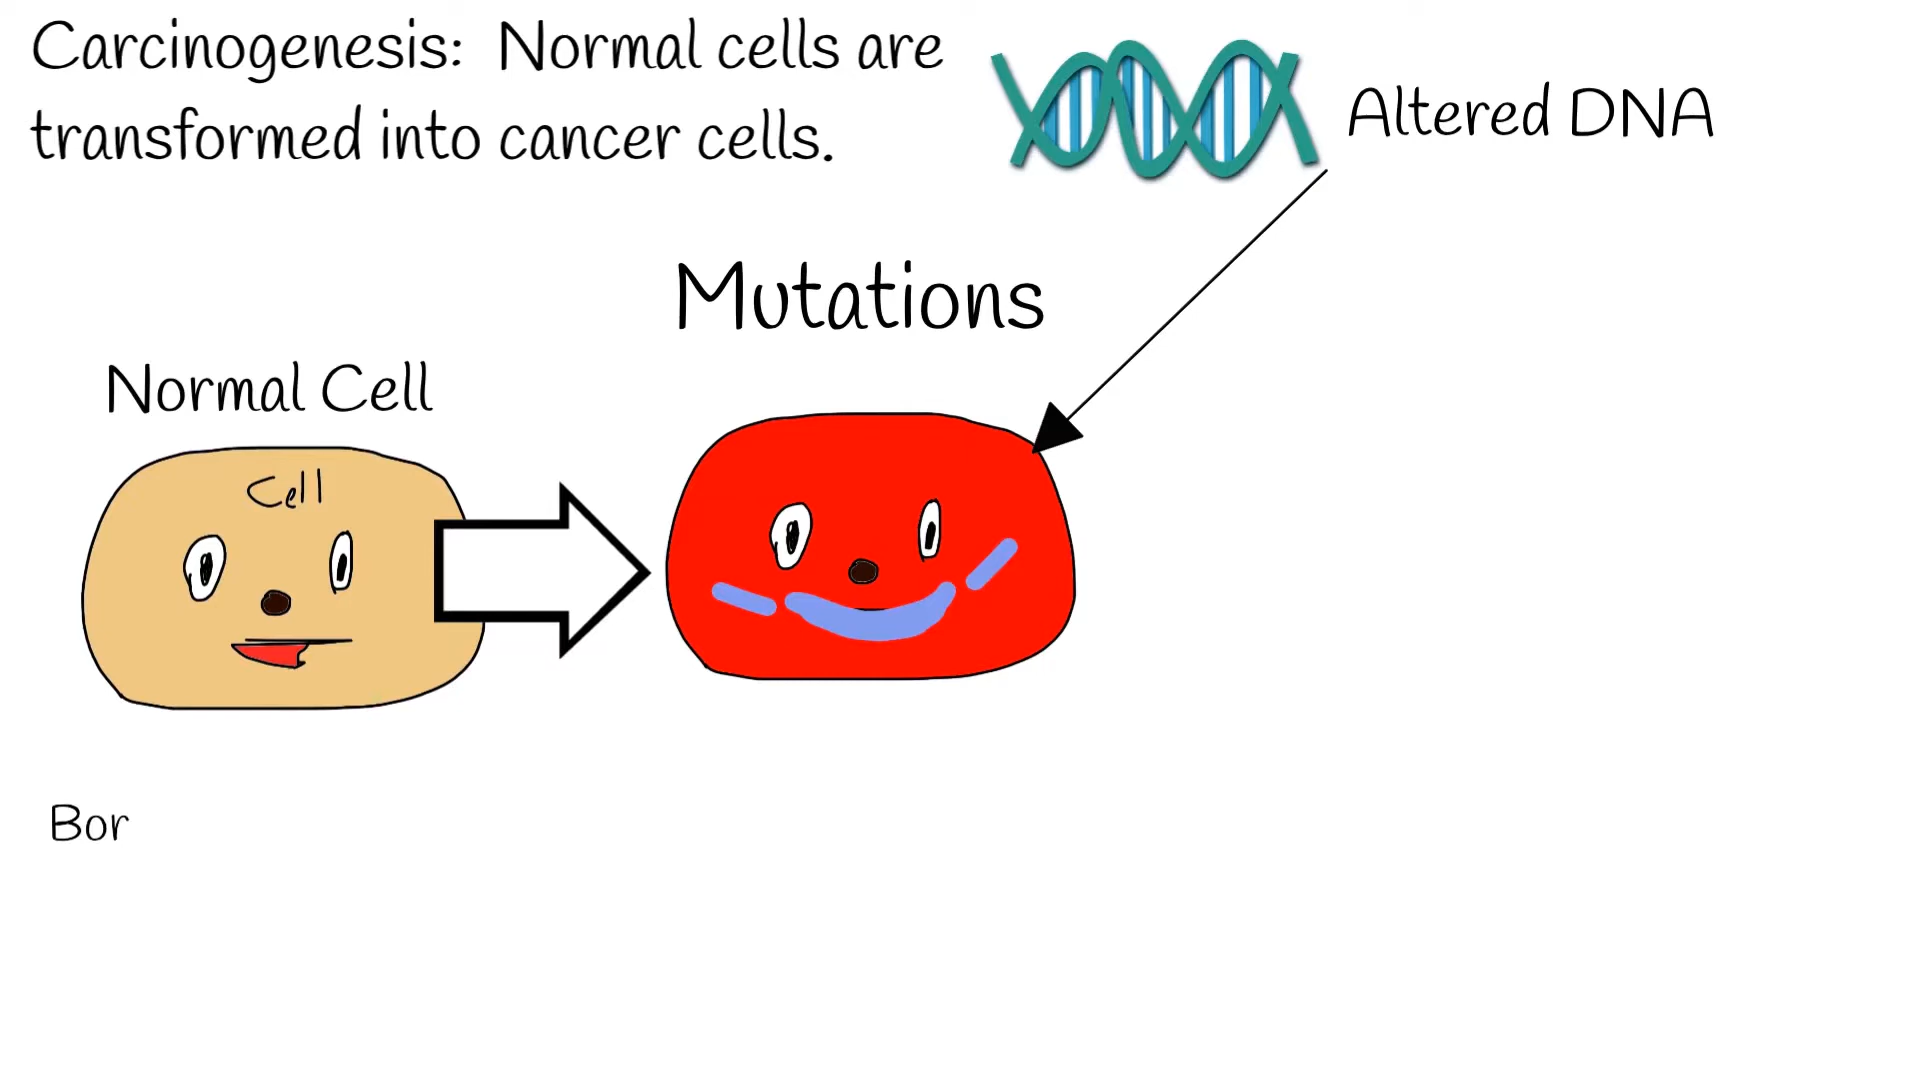 Carcinogenesis: Normal cells are
transformed into cancer cells.
Altered DNA
Mutations
Normal Cell
Cell
Bor